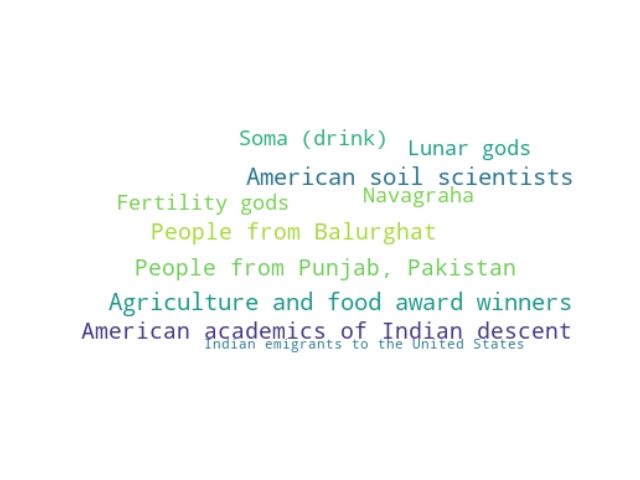 Soma (drink)
Lunar gods
American soil scientists
Navagraha
Fertility gods
People from Balurghat
People from Punjab, Pakistan
Agriculture and food award winners
American academics of Indian descent
Indian emigrants to the United States